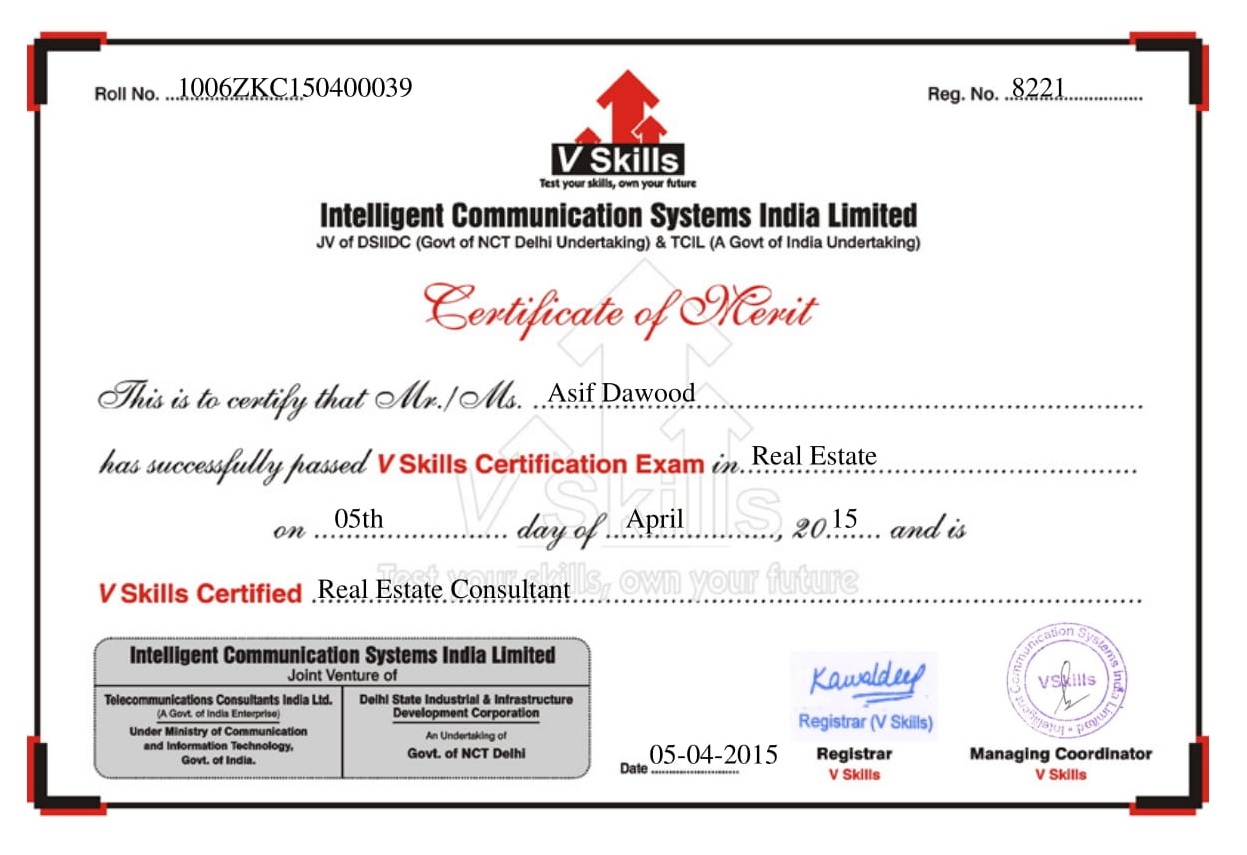 Roll No. 1006ZKC150400039
Reg. No. 8221
V Skills
Test your skills, own your future
Intelligent Communication Systems India Limited
JV of DSIIDC (Govt of NCT Delhi Undertaking) & TCIL (A Govt of India Undertaking)
Certificate of Merit
This is to certify that Mr./Ms. Asif Dawood
has successfully passed V Skills Certification Exam in Real Estate
on 05th day of April, 2015 and is
V Skills
Test your skills, own your future
V Skills Certified Real Estate Consultant
Intelligent Communication Systems India Limited
Joint Venture of
Telecommunications Consultants India Ltd.
(A Govt. of India Enterprise)
Under Ministry of Communication
and Information Technology,
Govt. of India.
Delhi State Industrial & Infrastructure
Development Corporation
An Undertaking of
Govt. of NCT Delhi
Date 05-04-2015
Kawaldeep
Registrar (V Skills)
Registrar
V Skills
Intelligent Communication Systems India Limited
VSkills
Managing Coordinator
V Skills